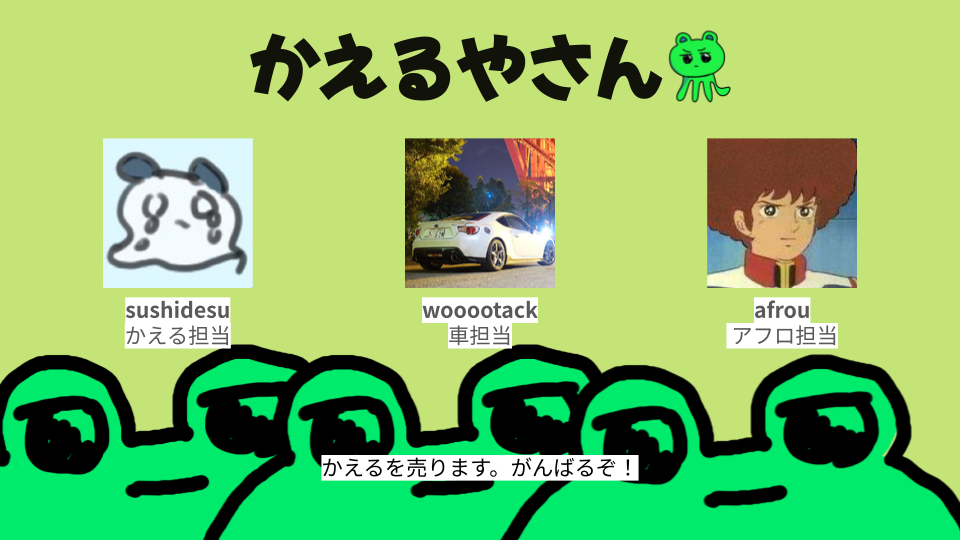 かえるやさん
sushidesu
かえる担当
wooootack
車担当
afrou
アフロ担当
かえるを売ります。がんばるぞ！